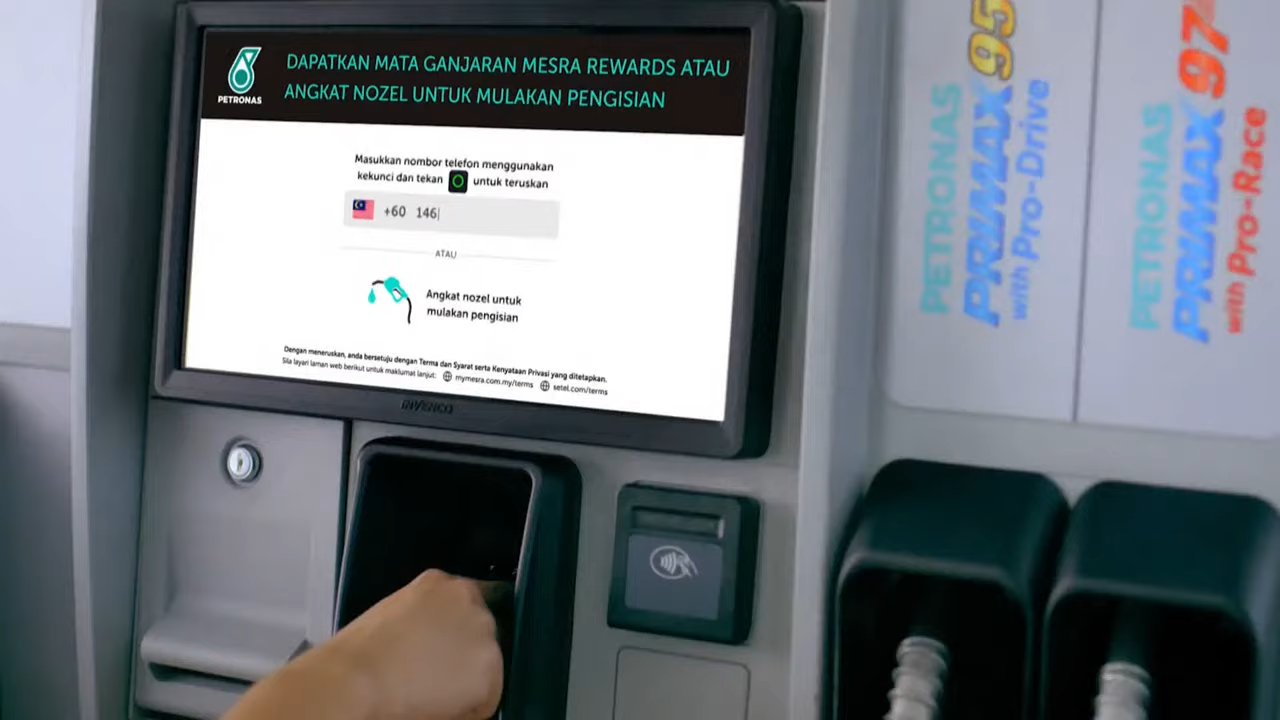 DAPATKAN MATA GANJARAN MESRA REWARDS ATAU
ANGKAT NOZEL UNTUK MULAKAN PENGISIAN
PETRONAS
Masukkan nombor telefon menggunakan
kekunci dan tekan untuk teruskan
+60 146
ATAU
Angkat nozel untuk
mulakan pengisian
Dengan meneruskan, anda bersetuju dengan Terma dan Syarat serta Kenyataan Privasi yang ditetapkan.
Sila layari laman web berikut untuk maklumat lanjut: mymesra.com.my/terms setel.com/terms
INVENCO
PETRONAS
PRIMAX 95
with Pro-Drive
PETRONAS
PRIMAX 97
with Pro-Race